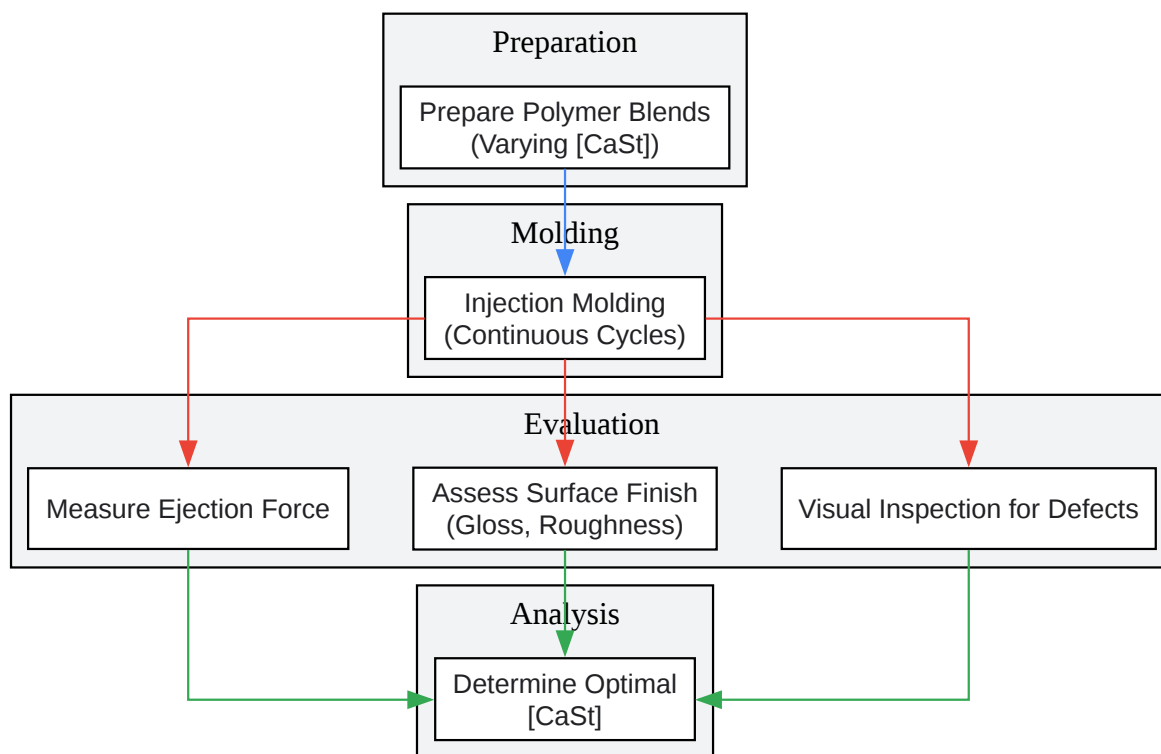 Preparation
Prepare Polymer Blends
(Varying [CaSt])
Molding
Injection Molding
(Continuous Cycles)
Evaluation
Measure Ejection Force
Assess Surface Finish
(Gloss, Roughness)
Visual Inspection for Defects
Analysis
Determine Optimal
[CaSt]